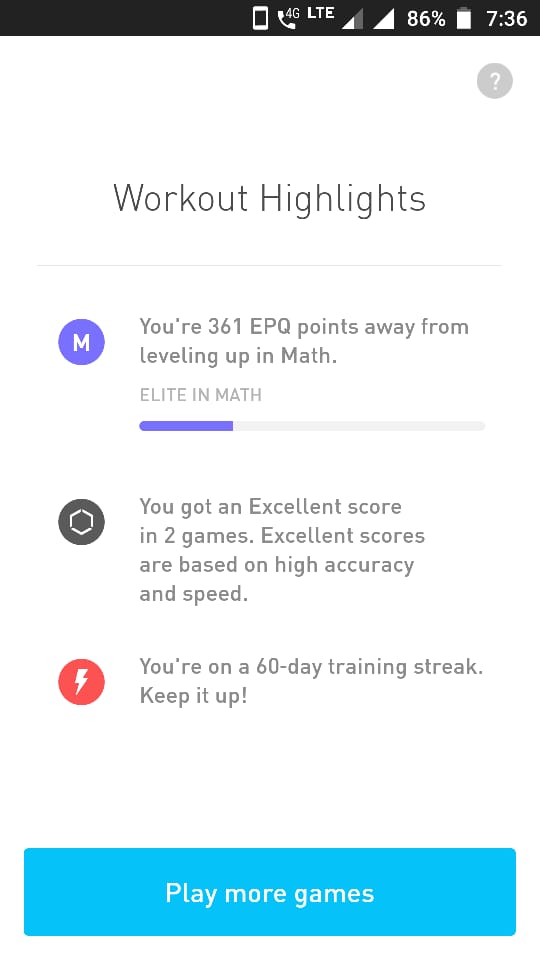 4G LTE 86% 7:36
?
Workout Highlights
M
You're 361 EPQ points away from
leveling up in Math.
ELITE IN MATH
You got an Excellent score
in 2 games. Excellent scores
are based on high accuracy
and speed.
You're on a 60-day training streak.
Keep it up!
Play more games